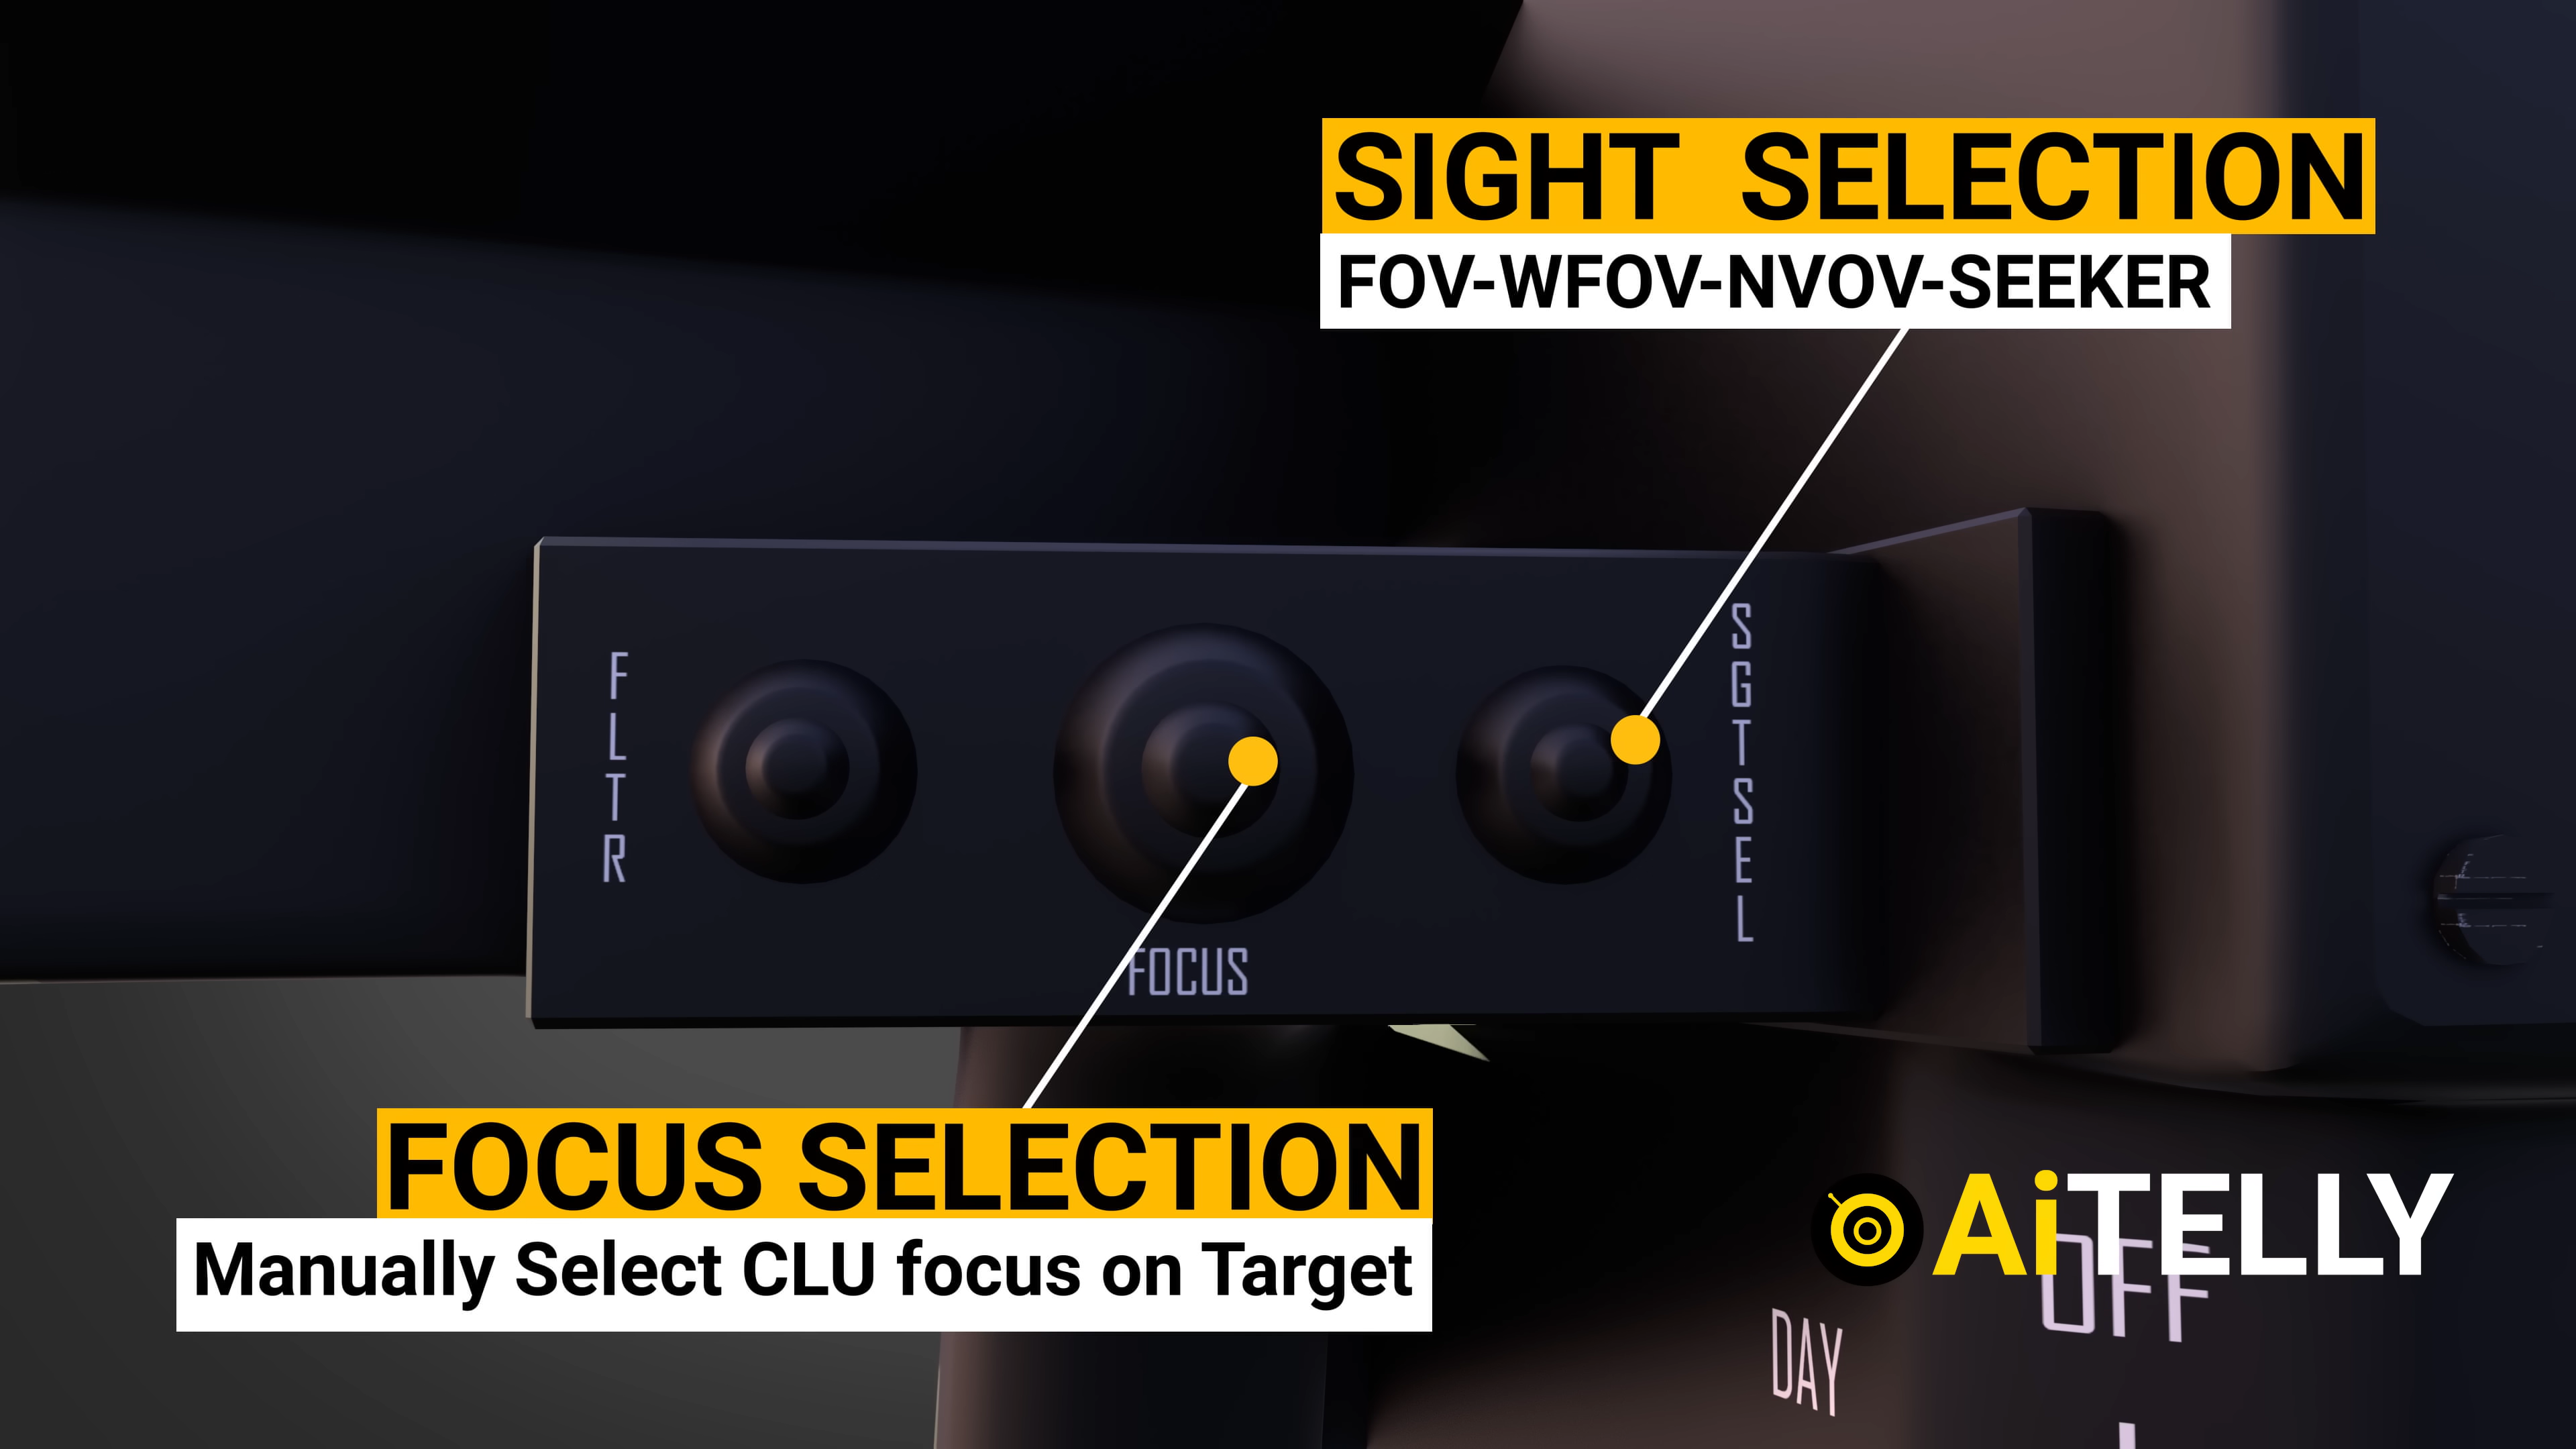 SIGHT SELECTION
FOV-WFOV-NVOV-SEEKER
FLTR
SGTSEL
FOCUS
FOCUS SELECTION
Manually Select CLU focus on Target
AiTELLY
OFF
DAY